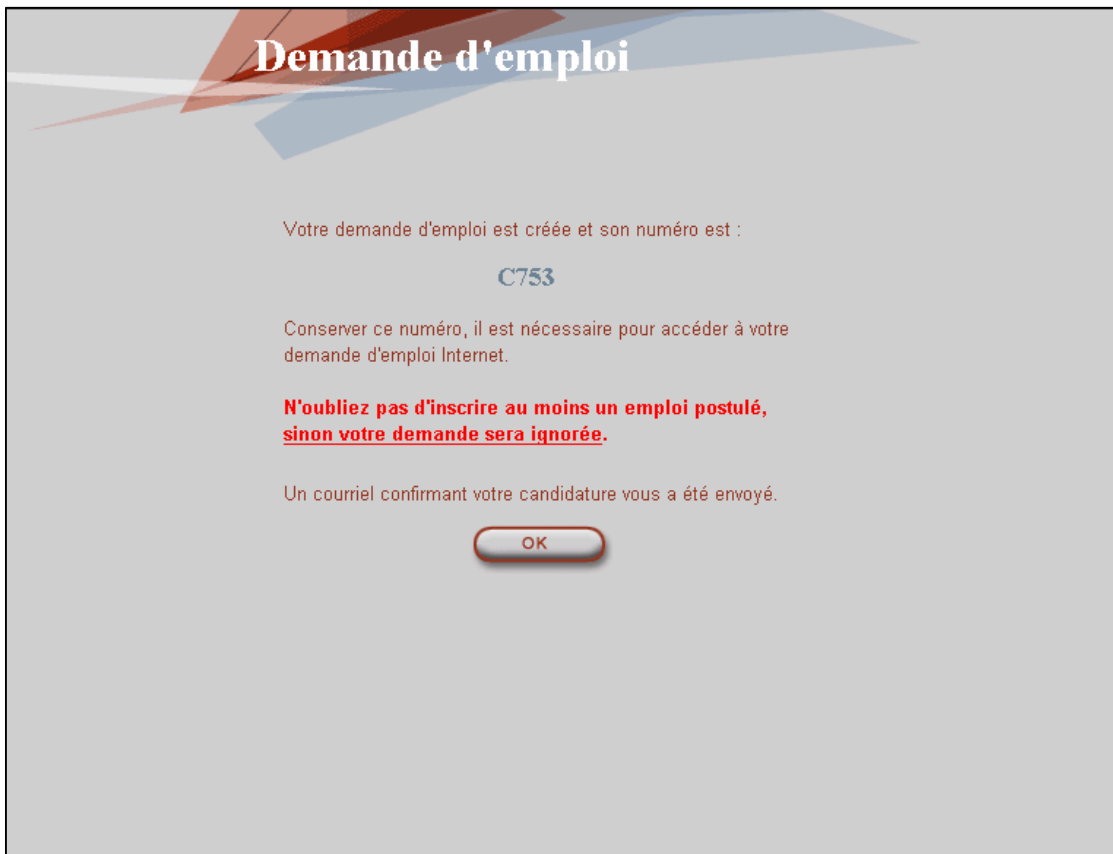 Demande d'emploi
Votre demande d'emploi est créée et son numéro est :
C753
Conserver ce numéro, il est nécessaire pour accéder à votre
demande d'emploi Internet.
N'oubliez pas d'inscrire au moins un emploi postulé,
sinon votre demande sera ignorée.
Un courriel confirmant votre candidature vous a été envoyé.
OK